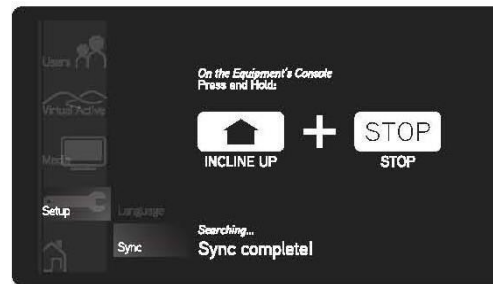 Users
Virtual Active
Media
Setup
Language
Sync
On the Equipment's Console
Press and Hold:
STOP
INCLINE UP
STOP
Searching...
Sync complete!